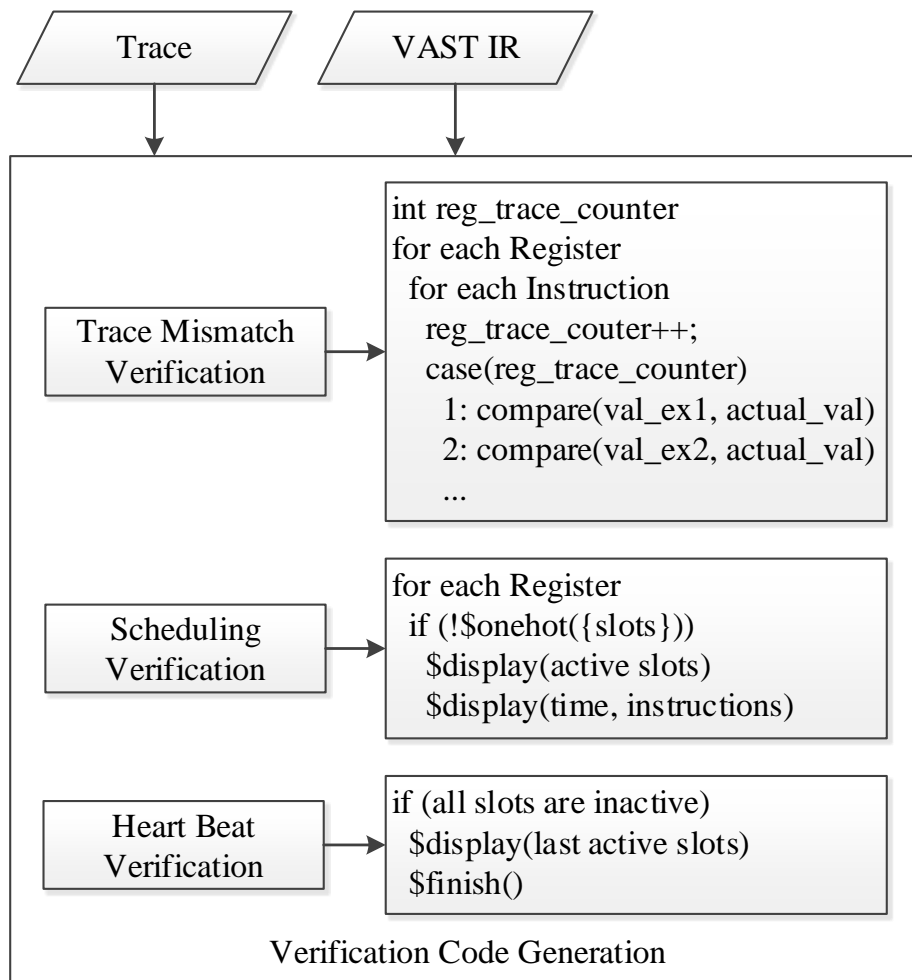 Trace
VAST IR
Trace Mismatch
Verification
int reg_trace_counter
for each Register
for each Instruction
reg_trace_couter++;
case(reg_trace_counter)
1: compare(val_ex1, actual_val)
2: compare(val_ex2, actual_val)
...
Scheduling
Verification
for each Register
if (!$onehot({slots}))
$display(active slots)
$display(time, instructions)
Heart Beat
Verification
if (all slots are inactive)
$display(last active slots)
$finish()
Verification Code Generation